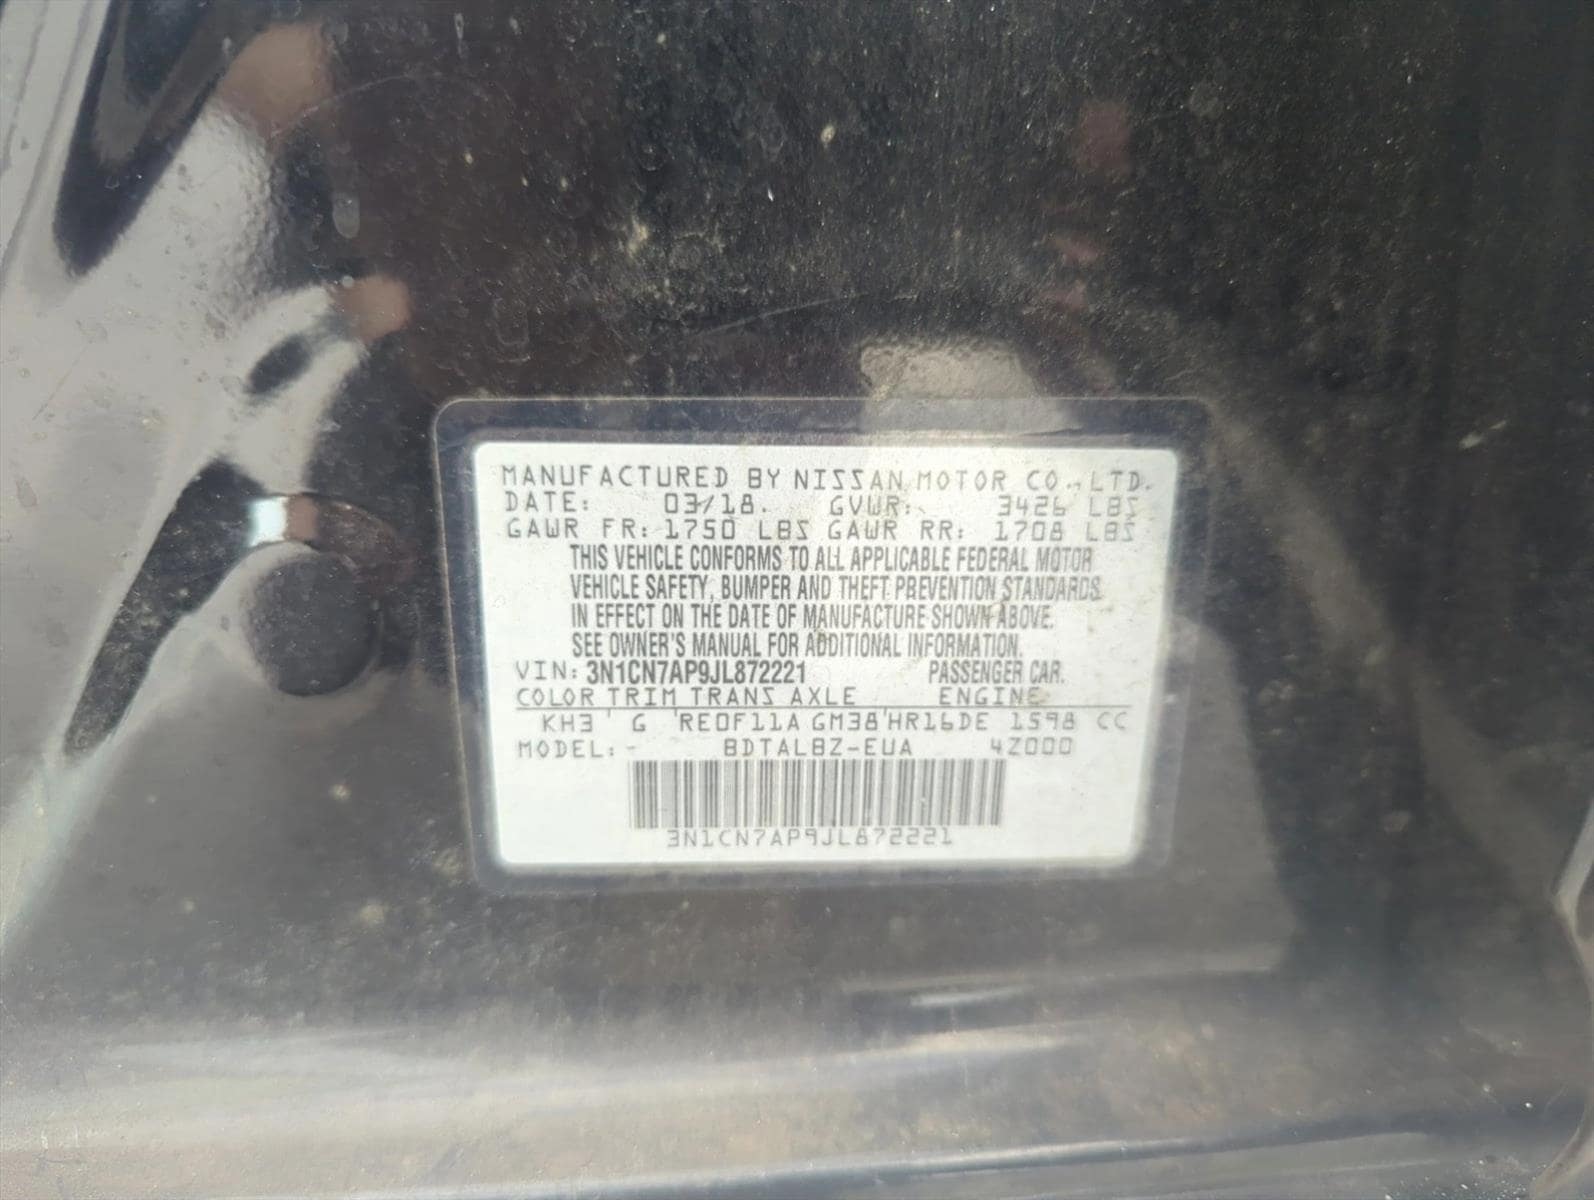 MANUFACTURED BY NISSAN MOTOR CO., LTD.
DATE: 03/18. GVWR: 3426 LBS
GAWR FR: 1750 LBS GAWR RR: 1708 LBS
THIS VEHICLE CONFORMS TO ALL APPLICABLE FEDERAL MOTOR
VEHICLE SAFETY, BUMPER AND THEFT PREVENTION STANDARDS
IN EFFECT ON THE DATE OF MANUFACTURE SHOWN ABOVE.
SEE OWNER'S MANUAL FOR ADDITIONAL INFORMATION.
VIN: 3N1CN7AP9JL872221 PASSENGER CAR.
COLOR TRIM TRANS AXLE ENGINE
KH3 G RE0F11A GM38 HR16DE 1598 CC
MODEL:- BDTALBZ-EUA 4Z000
3N1CN7AP9JL872221